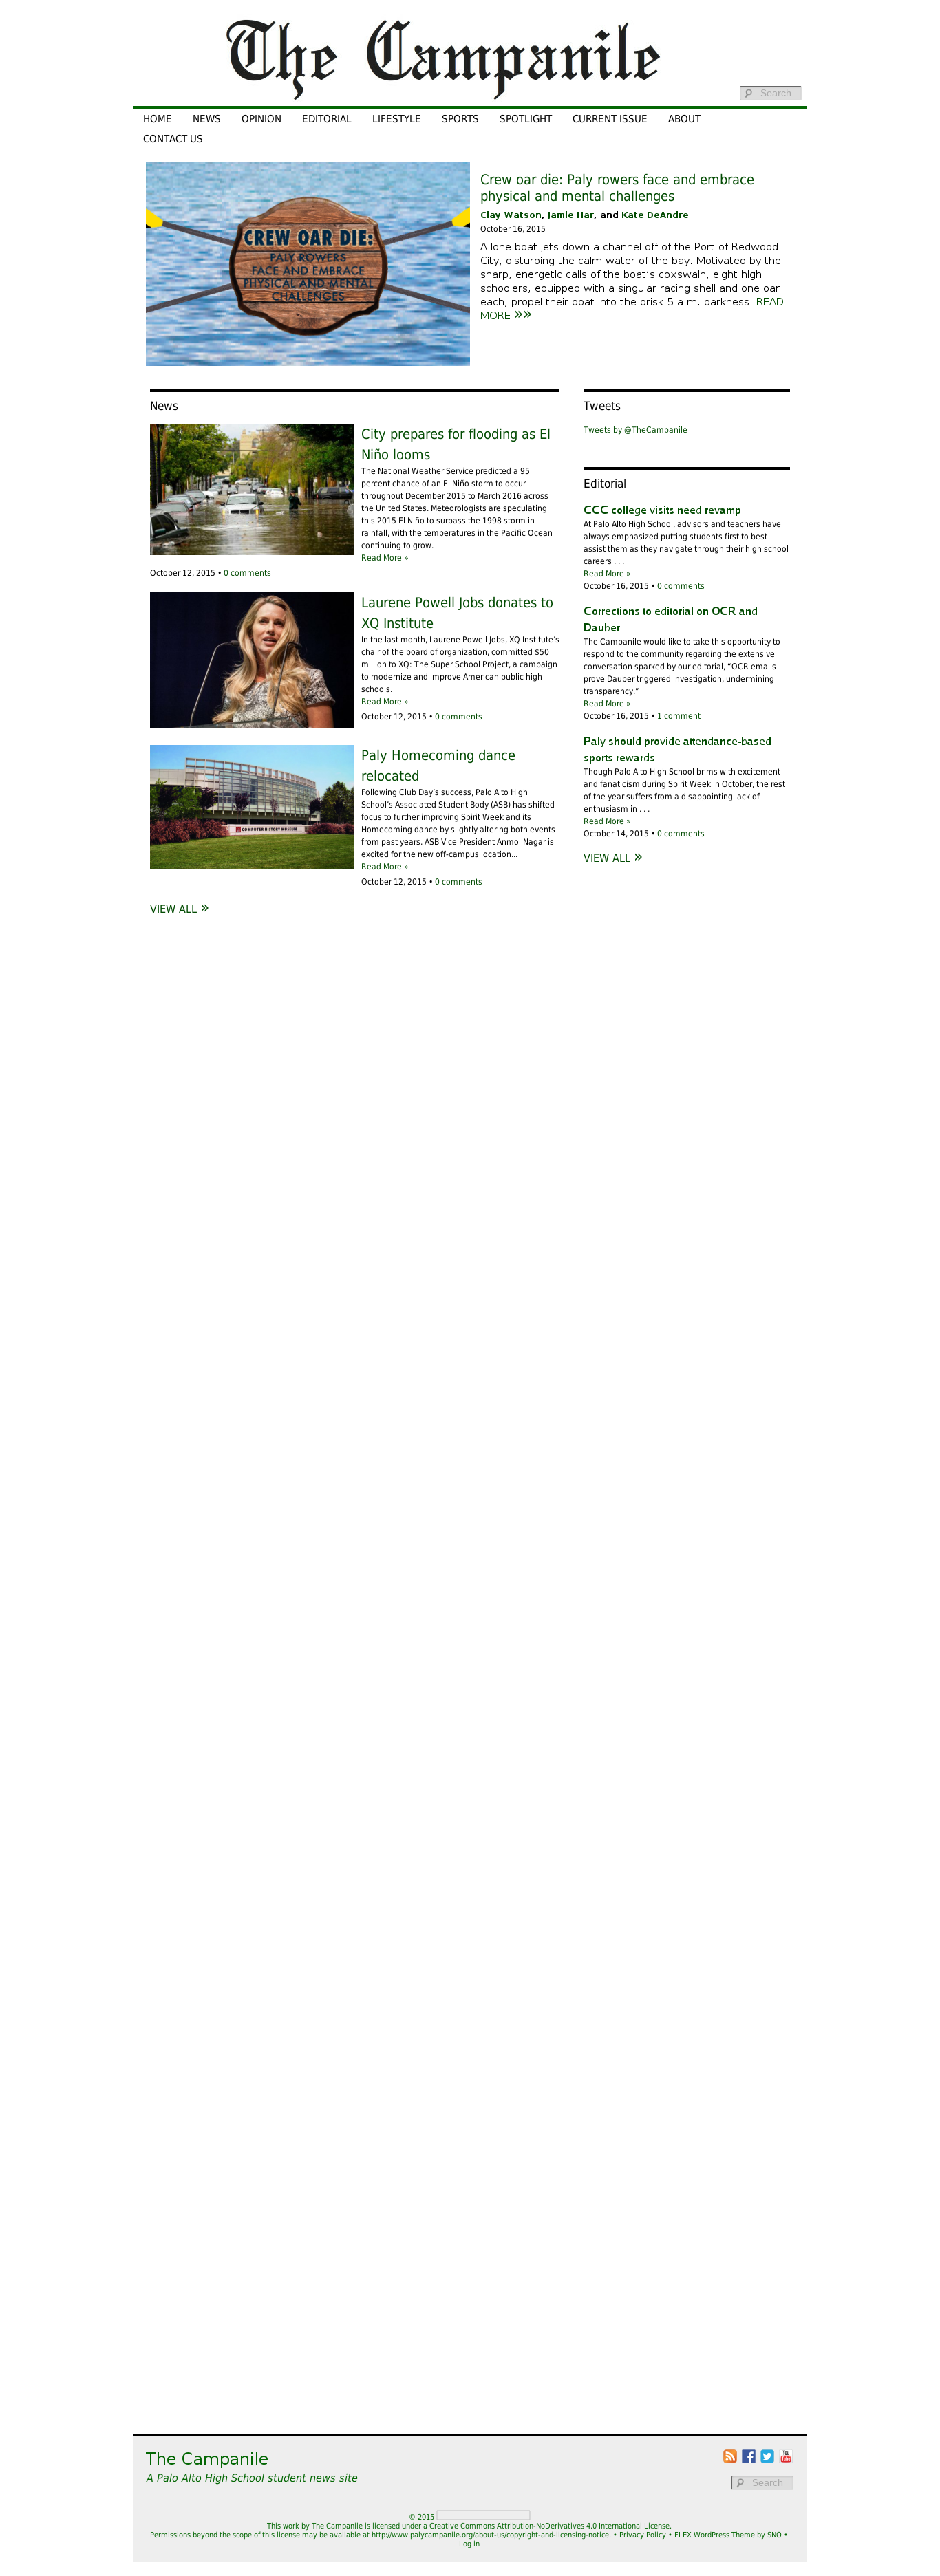 The Campanile
Search
HOME NEWS OPINION EDITORIAL LIFESTYLE SPORTS SPOTLIGHT CURRENT ISSUE ABOUT
CONTACT US
CREW OAR DIE:
PALY ROWERS
FACE AND EMBRACE
PHYSICAL AND MENTAL
CHALLENGES
Crew oar die: Paly rowers face and embrace
physical and mental challenges
Clay Watson, Jamie Har, and Kate DeAndre
October 16, 2015
A lone boat jets down a channel off of the Port of Redwood
City, disturbing the calm water of the bay. Motivated by the
sharp, energetic calls of the boat's coxswain, eight high
schoolers, equipped with a singular racing shell and one oar
each, propel their boat into the brisk 5 a.m. darkness. READ
MORE »»
News
City prepares for flooding as El
Niño looms
The National Weather Service predicted a 95
percent chance of an El Niño storm to occur
throughout December 2015 to March 2016 across
the United States. Meteorologists are speculating
this 2015 El Niño to surpass the 1998 storm in
rainfall, with the temperatures in the Pacific Ocean
continuing to grow.
Read More »
October 12, 2015 • 0 comments
Laurene Powell Jobs donates to
XQ Institute
In the last month, Laurene Powell Jobs, XQ Institute's
chair of the board of organization, committed $50
million to XQ: The Super School Project, a campaign
to modernize and improve American public high
schools.
Read More »
October 12, 2015 • 0 comments
COMPUTER HISTORY MUSEUM
Paly Homecoming dance
relocated
Following Club Day's success, Palo Alto High
School's Associated Student Body (ASB) has shifted
focus to further improving Spirit Week and its
Homecoming dance by slightly altering both events
from past years. ASB Vice President Anmol Nagar is
excited for the new off-campus location...
Read More »
October 12, 2015 • 0 comments
VIEW ALL »
Tweets
Tweets by @TheCampanile
Editorial
CCC college visits need revamp
At Palo Alto High School, advisors and teachers have
always emphasized putting students first to best
assist them as they navigate through their high school
careers . . .
Read More »
October 16, 2015 • 0 comments
Corrections to editorial on OCR and
Dauber
The Campanile would like to take this opportunity to
respond to the community regarding the extensive
conversation sparked by our editorial, "OCR emails
prove Dauber triggered investigation, undermining
transparency."
Read More »
October 16, 2015 • 1 comment
Paly should provide attendance-based
sports rewards
Though Palo Alto High School brims with excitement
and fanaticism during Spirit Week in October, the rest
of the year suffers from a disappointing lack of
enthusiasm in . . .
Read More »
October 14, 2015 • 0 comments
VIEW ALL »
The Campanile
A Palo Alto High School student news site
You Tube
Search
© 2015
This work by The Campanile is licensed under a Creative Commons Attribution-NoDerivatives 4.0 International License.
Permissions beyond the scope of this license may be available at http://www.palycampanile.org/about-us/copyright-and-licensing-notice. • Privacy Policy • FLEX WordPress Theme by SNO •
Log in